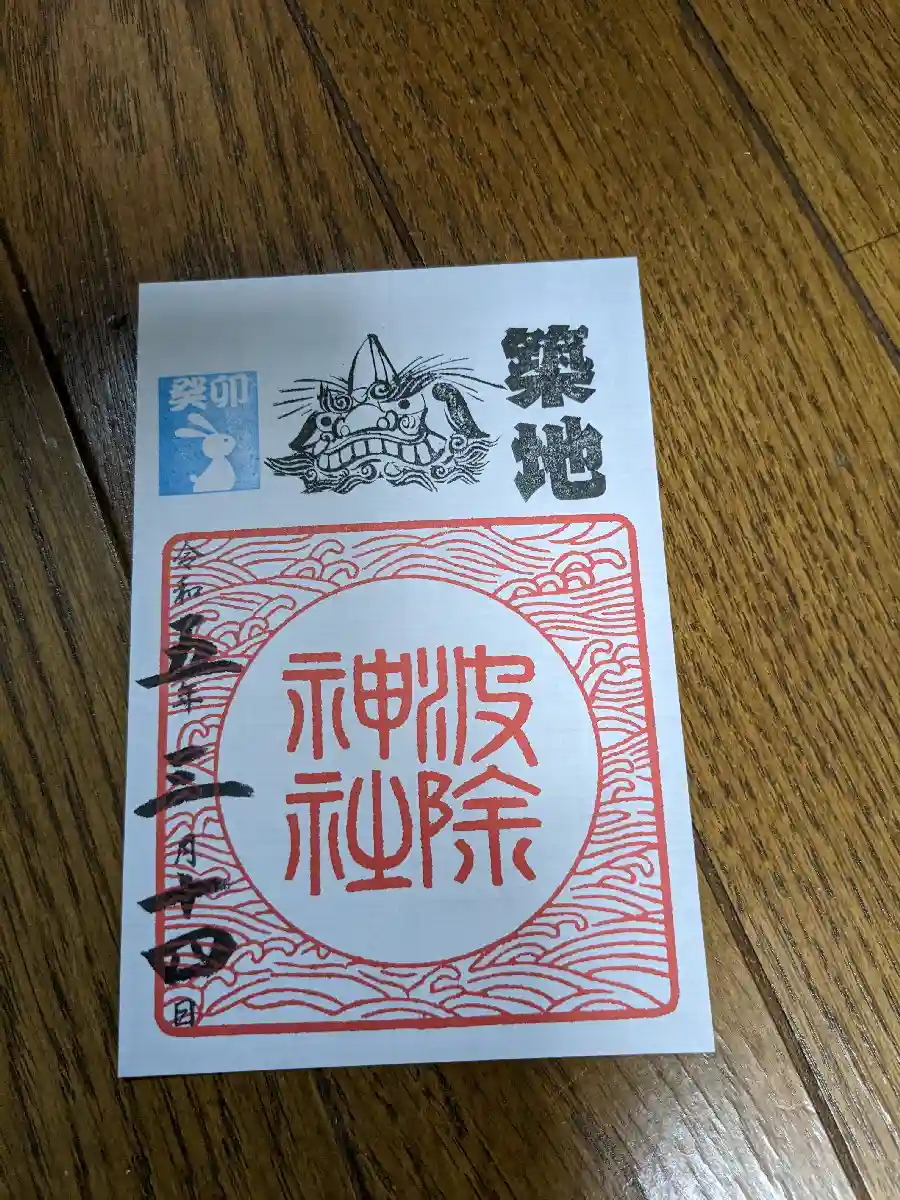 築地
癸卯
波除
神社
令和五年三月十四日